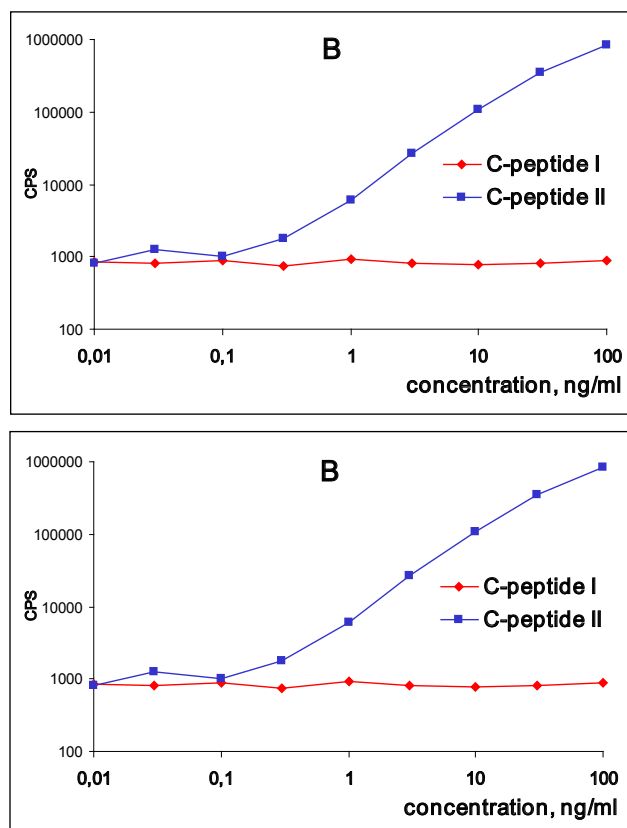 B
1000000
100000
10000
1000
100
CPS
C-peptide I
C-peptide II
0,01 0,1 1 10 100
concentration, ng/ml
B
1000000
100000
10000
1000
100
CPS
C-peptide I
C-peptide II
0,01 0,1 1 10 100
concentration, ng/ml